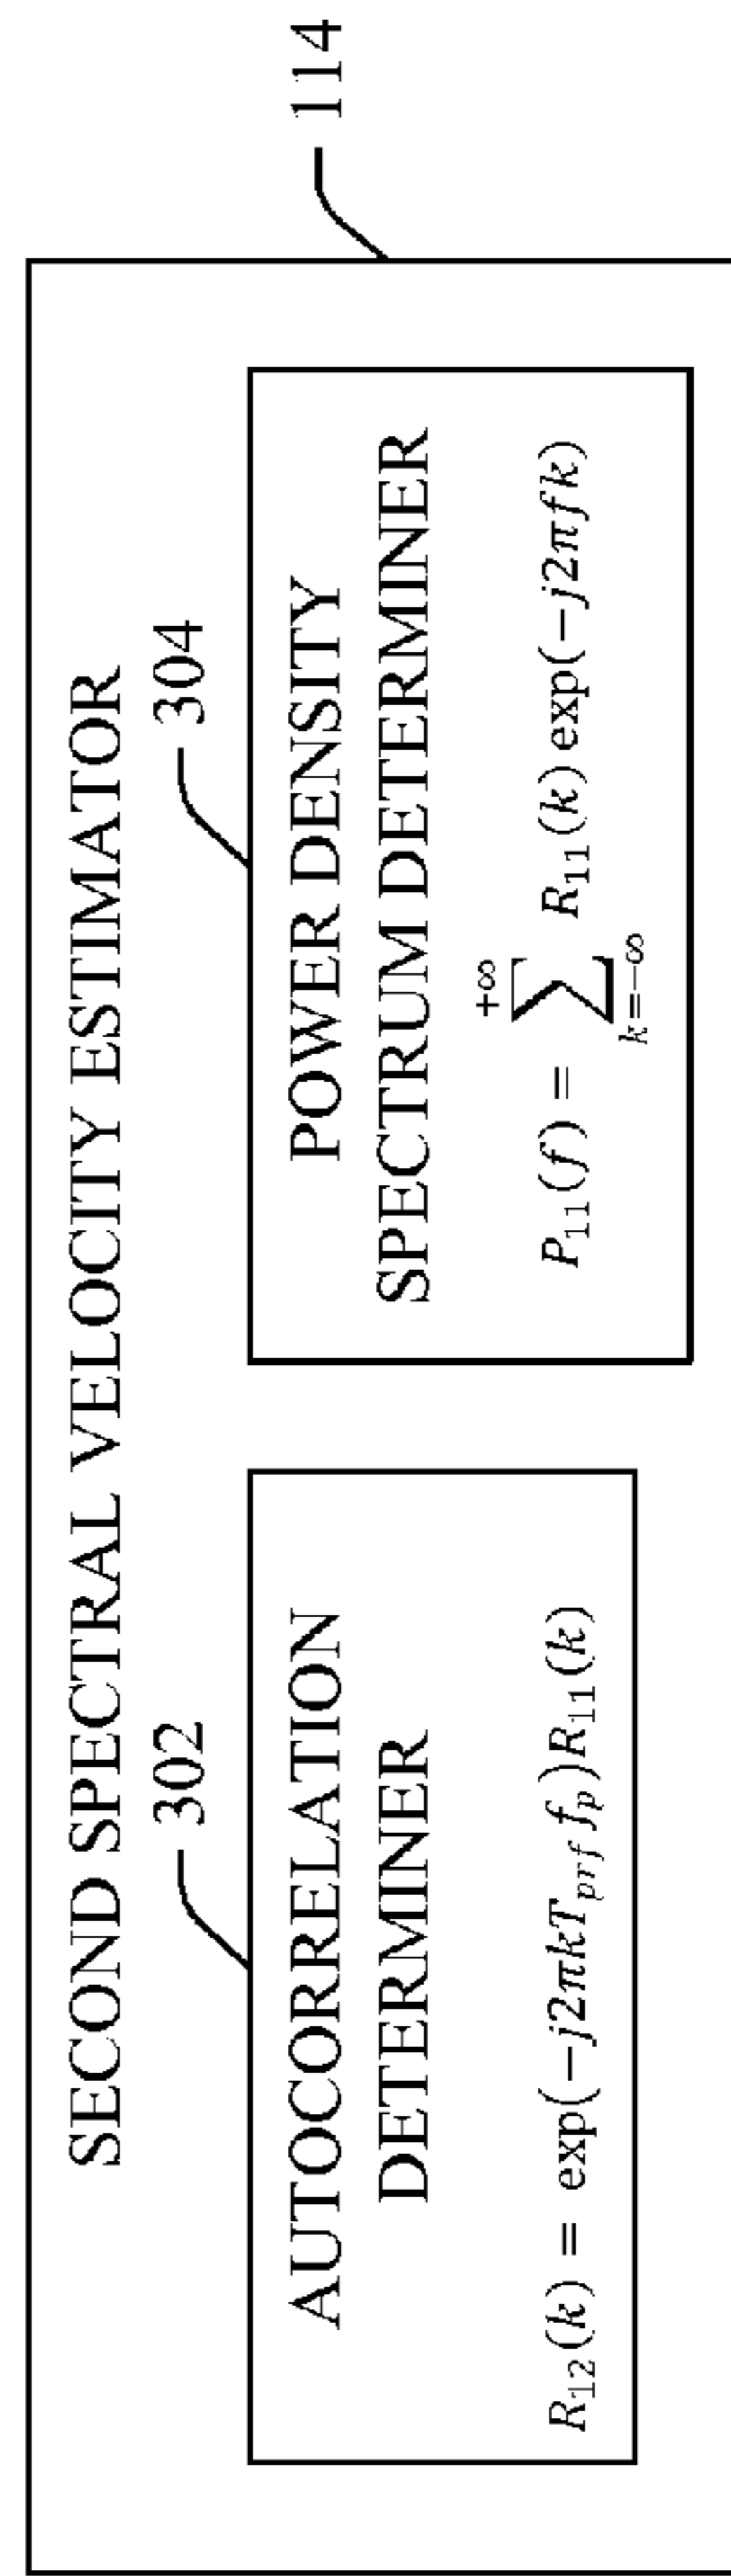 SECOND SPECTRAL VELOCITY ESTIMATOR
114
302
AUTOCORRELATION
DETERMINER
R₁₂(k) = exp(−j2πkTₚᵣf fₚ)R₁₁(k)
304
POWER DENSITY
SPECTRUM DETERMINER
+∞
P₁₁(f) = ∑ R₁₁(k) exp(−j2πfk)
k=−∞